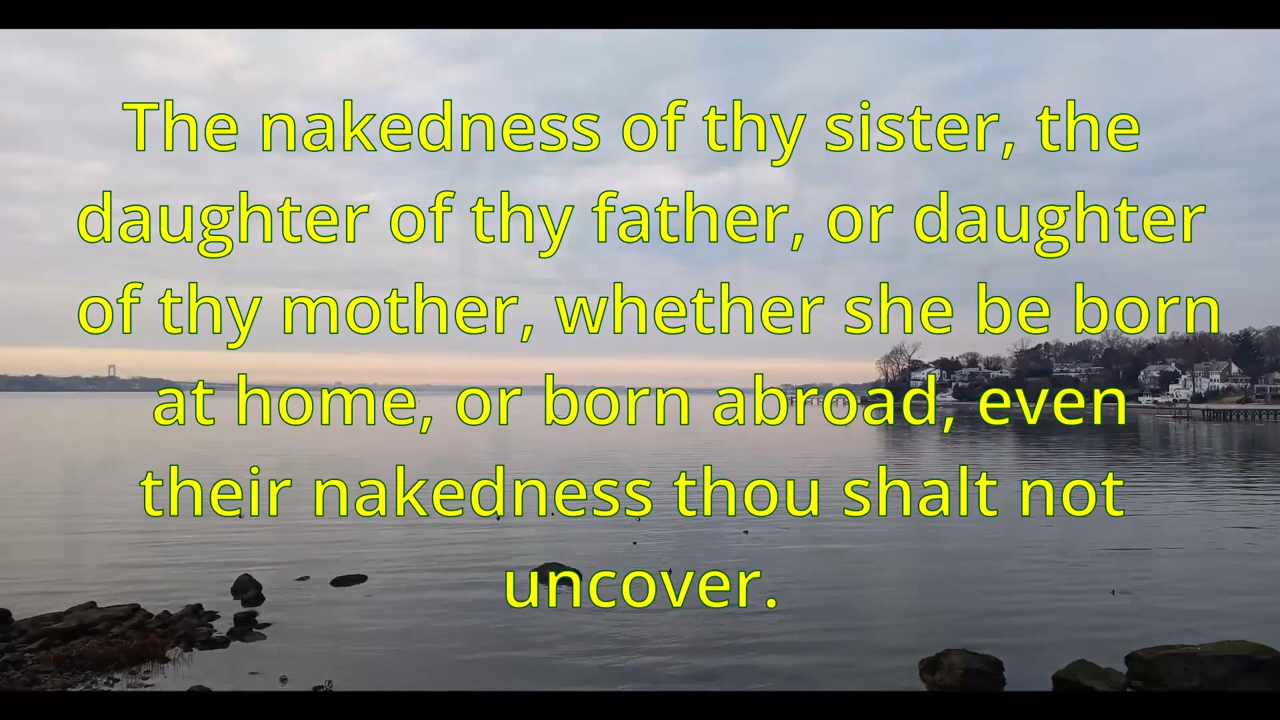 The nakedness of thy sister, the
daughter of thy father, or daughter
of thy mother, whether she be born
at home, or born abroad, even
their nakedness thou shalt not
uncover.